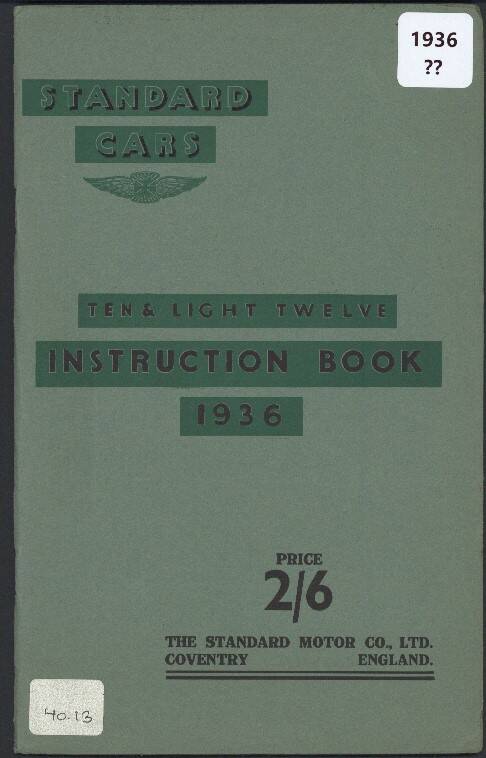 1936
??
STANDARD
CARS
TEN & LIGHT TWELVE
INSTRUCTION BOOK
1936
PRICE
2/6
THE STANDARD MOTOR CO., LTD.
COVENTRY ENGLAND.
40.13